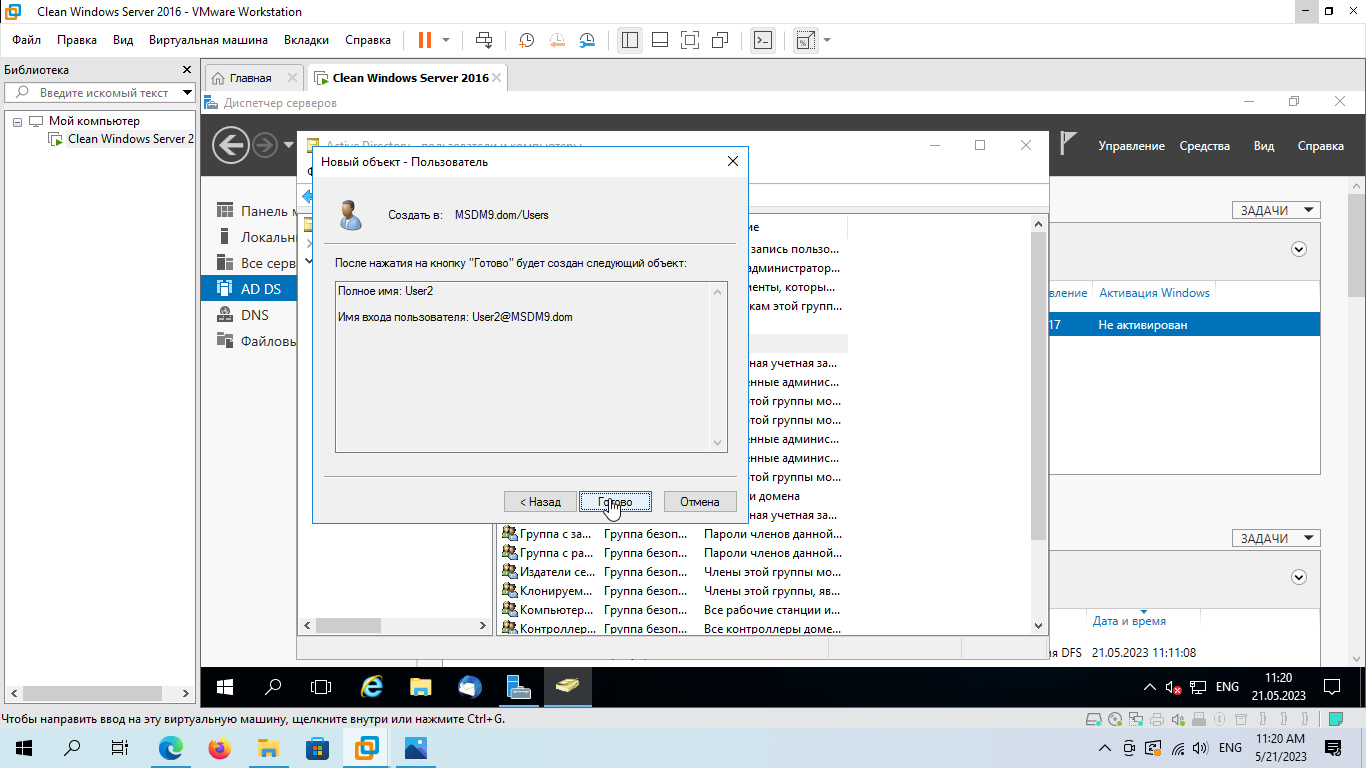 Clean Windows Server 2016 - VMware Workstation
Файл Правка Вид Виртуальная машина Вкладки Справка
Библиотека
Введите искомый текст
Мой компьютер
Clean Windows Server 2
Главная
Clean Windows Server 2016
Диспетчер серверов
Active Directory - пользователи и компьютеры
Управление Средства Вид Справка
Панель м
Локальн
Все серв
AD DS
DNS
Файловь
Новый объект - Пользователь
Создать в: MSDM9.dom/Users
После нажатия на кнопку "Готово" будет создан следующий объект:
Полное имя: User2
Имя входа пользователя: User2@MSDM9.dom
< Назад Готово Отмена
ие
запись пользо...
администратор...
менты, которы...
кам этой групп...
ная учетная за...
енные админис...
этой группы мо...
этой группы мо...
енные админис...
енные админис...
этой группы мо...
и домена
ная учетная за...
Группа с за... Группа безоп... Пароли членов данной...
Группа с ра... Группа безоп... Пароли членов данной...
Издатели се... Группа безоп... Члены этой группы мо...
Клонируем... Группа безоп... Члены этой группы, яв...
Компьютер... Группа безоп... Все рабочие станции и...
Контроллер... Группа безоп... Все контроллеры доме...
ЗАДАЧИ
вление Активация Windows
17 Не активирован
ЗАДАЧИ
Дата и время
ия DFS 21.05.2023 11:11:08
ENG
11:20
21.05.2023
Чтобы направить ввод на эту виртуальную машину, щелкните внутри или нажмите Ctrl+G.
ENG
11:20 AM
5/21/2023